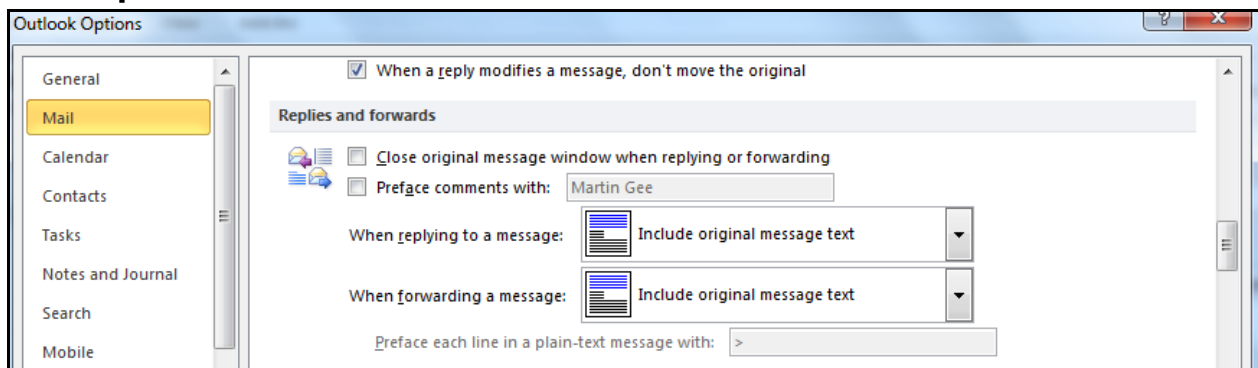 Outlook Options
General
Mail
Calendar
Contacts
Tasks
Notes and Journal
Search
Mobile
When a reply modifies a message, don't move the original
Replies and forwards
Close original message window when replying or forwarding
Preface comments with: Martin Gee
When replying to a message: Include original message text
When forwarding a message: Include original message text
Preface each line in a plain-text message with: >